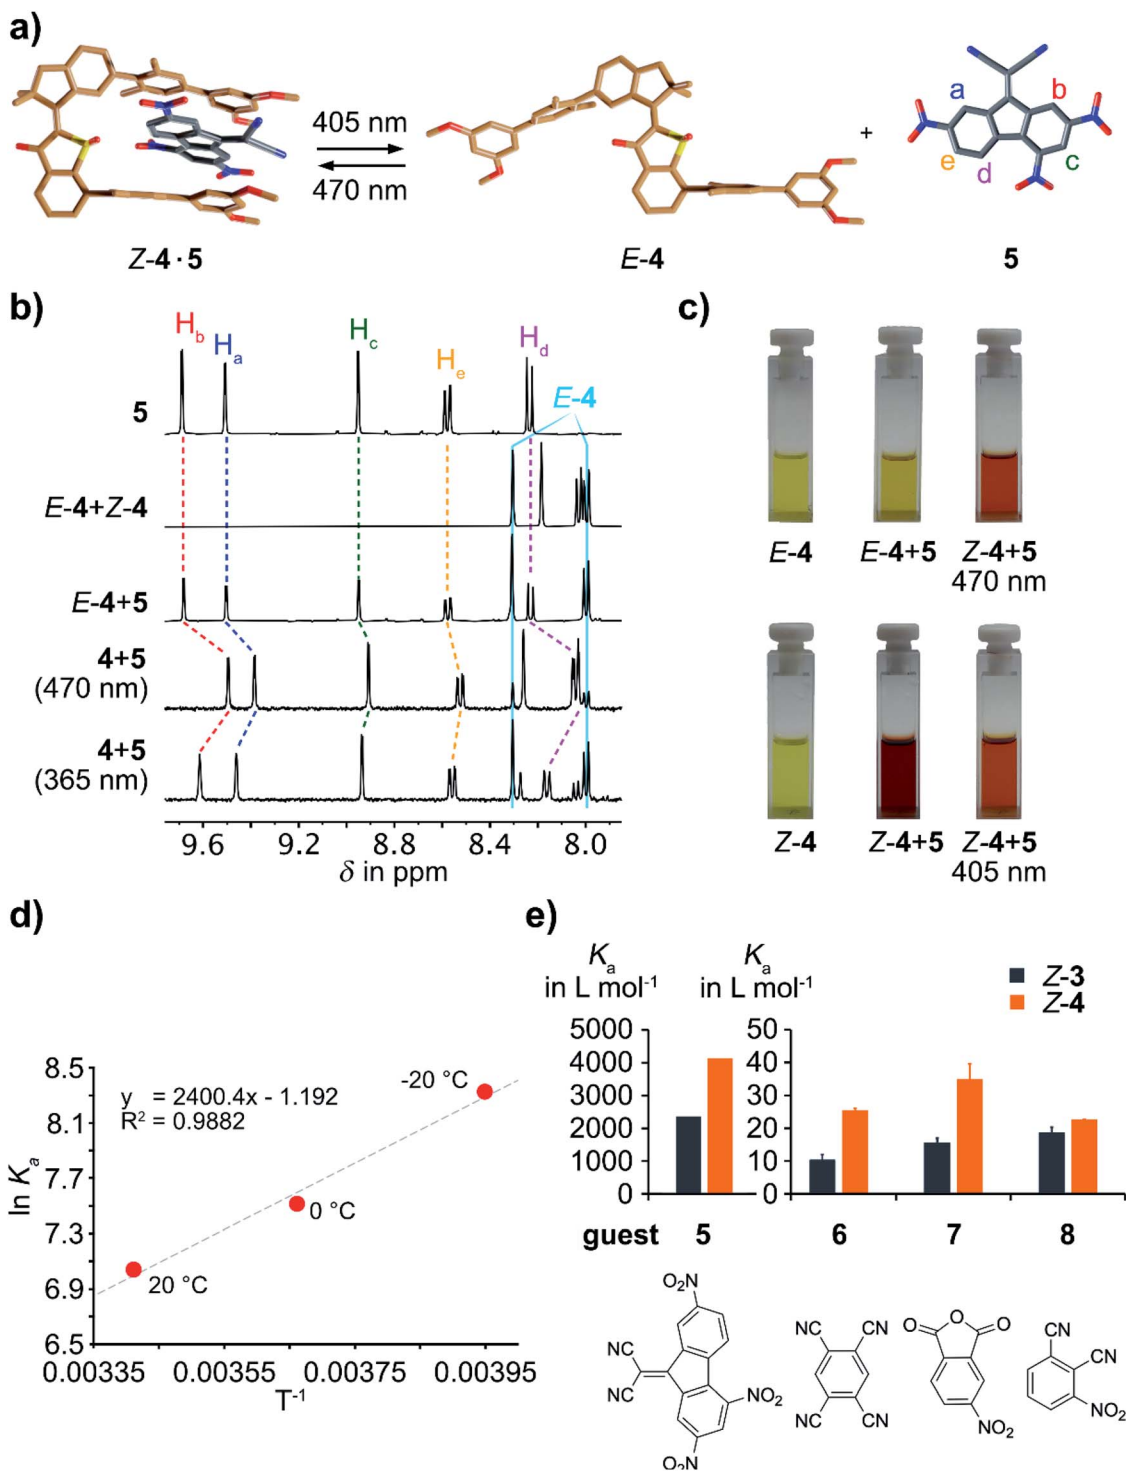 a)
405 nm
470 nm
+
a
b
c
d
e
Z-4 · 5
E-4
5
b)
Hb
Ha
Hc
He
Hd
E-4
5
E-4+Z-4
E-4+5
4+5
(470 nm)
4+5
(365 nm)
9.6 9.2 8.8 8.4 8.0
δ in ppm
c)
E-4 E-4+5 Z-4+5
470 nm
Z-4 Z-4+5 Z-4+5
405 nm
d)
8.5
8.1
7.7
7.3
6.9
6.5
ln Ka
y = 2400.4x - 1.192
R² = 0.9882
-20 °C
0 °C
20 °C
0.00335 0.00355 0.00375 0.00395
T⁻¹
e)
Ka
in L mol⁻¹
Ka
in L mol⁻¹
Z-3
Z-4
5000
4000
3000
2000
1000
0
50
40
30
20
10
0
guest 5 6 7 8
O₂N
CN
CN
NO₂
O₂N
NC
CN
NC
CN
O
O
O
NO₂
CN
CN
NO₂